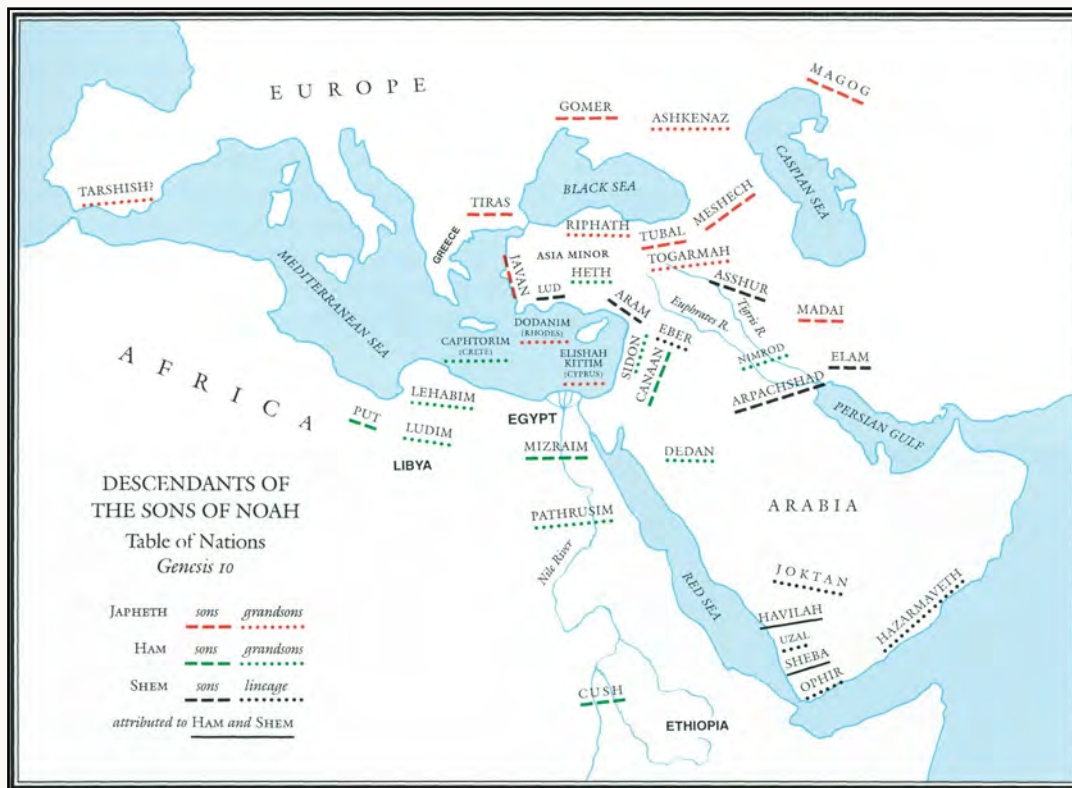 EUROPE
MAGOG
GOMER
ASHKENAZ
CASPIAN SEA
TARSHISH?
BLACK SEA
MESHECH
TIRAS
RIPHATH
TUBAL
GREECE
ASIA MINOR
TOGARMAH
MEDITERRANEAN SEA
JAVAN
HETH
LUD
ASSHUR
ARAM
Euphrates R.
Tigris R.
MADAI
DODANIM
(RHODES)
CAPHTORIM
(CRETE)
EBER
SIDON
CANAAN
NIMROD
ELAM
ELISHAH
KITTIM
(CYPRUS)
ARPACHSHAD
AFRICA
LEHABIM
PUT
LUDIM
EGYPT
PERSIAN GULF
MIZRAIM
LIBYA
DEDAN
ARABIA
PATHRUSIM
Nile River
RED SEA
JOKTAN
HAVILAH
UZAL
SHEBA
OPHIR
HAZARMAVETH
CUSH
ETHIOPIA
DESCENDANTS OF
THE SONS OF NOAH
Table of Nations
Genesis 10
JAPHETH sons grandsons
HAM sons grandsons
SHEM sons lineage
attributed to HAM and SHEM